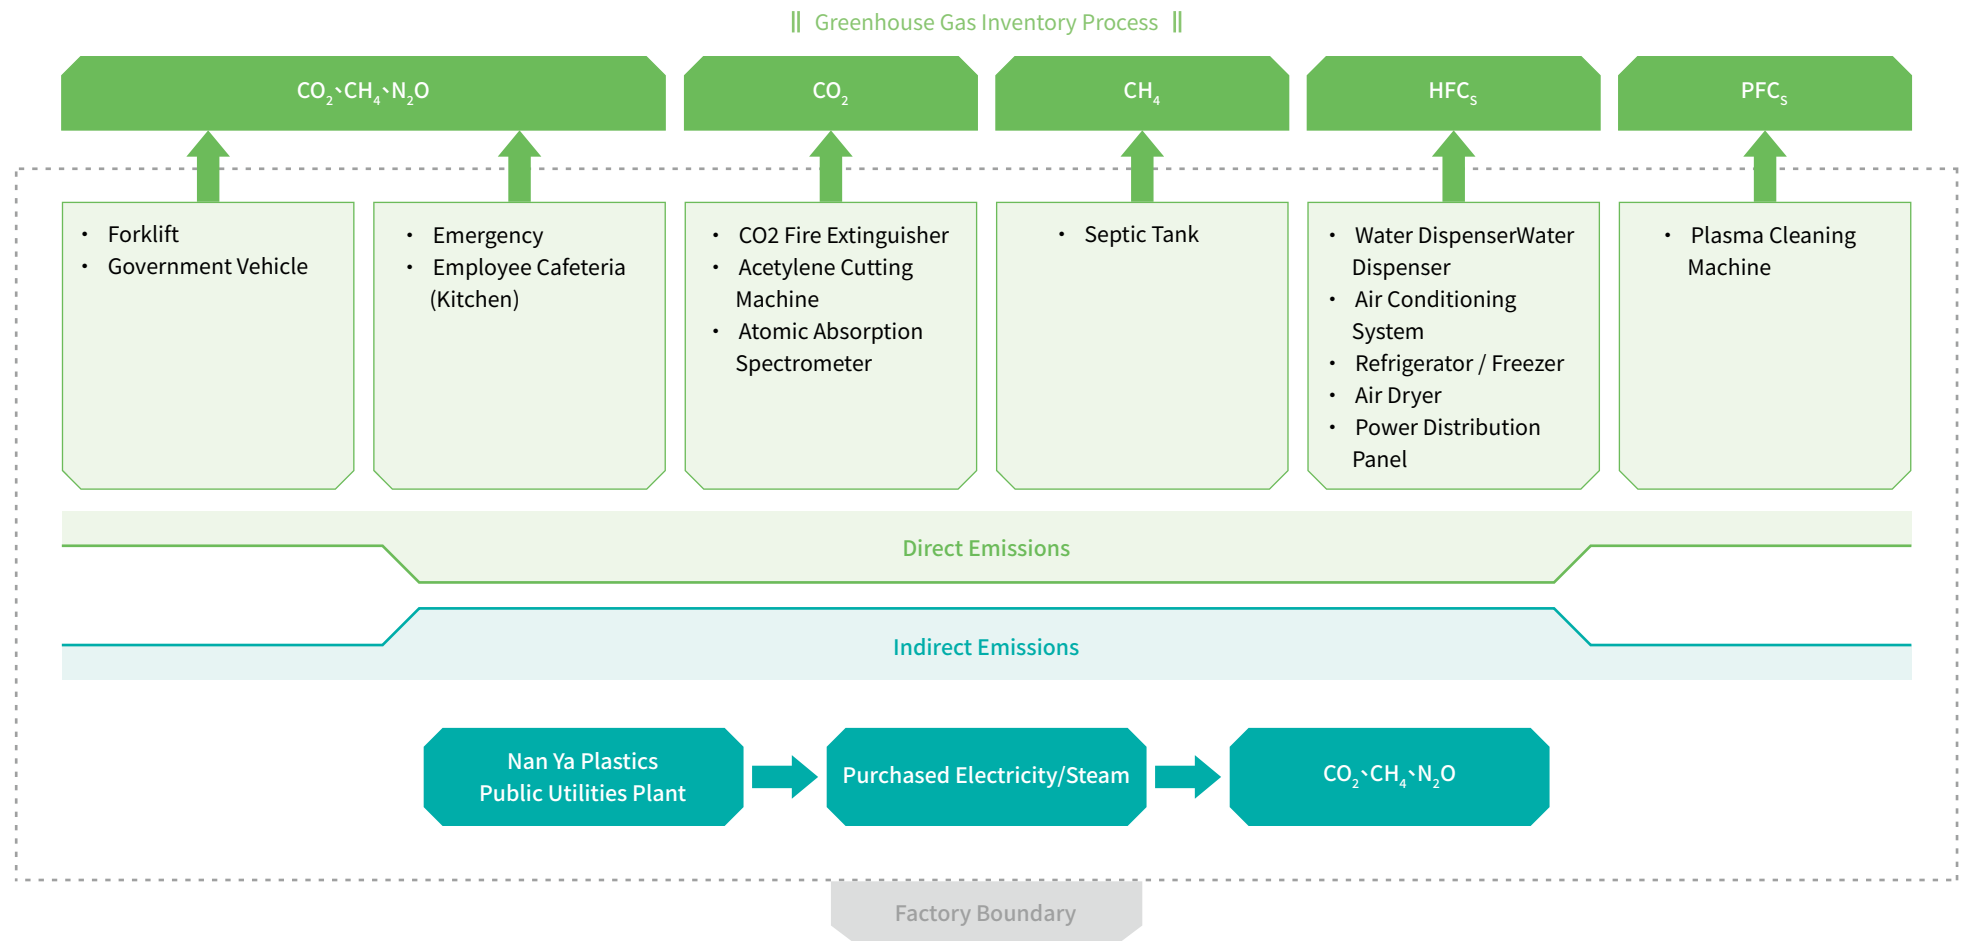 Greenhouse Gas Inventory Process
CO₂、CH₄、N₂O
CO₂
CH₄
HFCₛ
PFCₛ
・ Forklift
・ Government Vehicle
・ Emergency
・ Employee Cafeteria
(Kitchen)
・ CO2 Fire Extinguisher
・ Acetylene Cutting
Machine
・ Atomic Absorption
Spectrometer
・ Septic Tank
・ Water DispenserWater
Dispenser
・ Air Conditioning
System
・ Refrigerator / Freezer
・ Air Dryer
・ Power Distribution
Panel
・ Plasma Cleaning
Machine
Direct Emissions
Indirect Emissions
Nan Ya Plastics
Public Utilities Plant
Purchased Electricity/Steam
CO₂、CH₄、N₂O
Factory Boundary